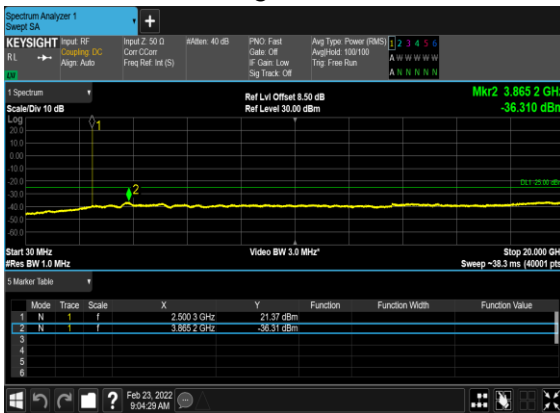 Spectrum Analyzer 1
Swept SA
KEYSIGHT
RL
Input: RF
Coupling: DC
Align: Auto
Input Z: 50 Ω
Corr CCorr
Freq Ref: Int (S)
#Atten: 40 dB
PNO: Fast
Gate: Off
IF Gain: Low
Sig Track: Off
Avg Type: Power (RMS)
Avg|Hold: 100/100
Trig: Free Run
1 2 3 4 5 6
A W W W W W
A N N N N N
LV
1 Spectrum
Scale/Div 10 dB
Ref Lvl Offset 8.50 dB
Ref Level 30.00 dBm
Mkr2 3.865 2 GHz
-36.310 dBm
Log
20.0
10.0
0.00
-10.0
-20.0
-30.0
-40.0
-50.0
-60.0
1
2
DL1 -25.00 dBm
Start 30 MHz
#Res BW 1.0 MHz
Video BW 3.0 MHz*
Stop 20.000 GH
Sweep ~38.3 ms (40001 pts
5 Marker Table
Mode Trace Scale X Y Function Function Width Function Value
1 N 1 f 2.500 3 GHz 21.37 dBm
2 N 1 f 3.865 2 GHz -36.31 dBm
3
4
5
6
Feb 23, 2022
9:04:29 AM